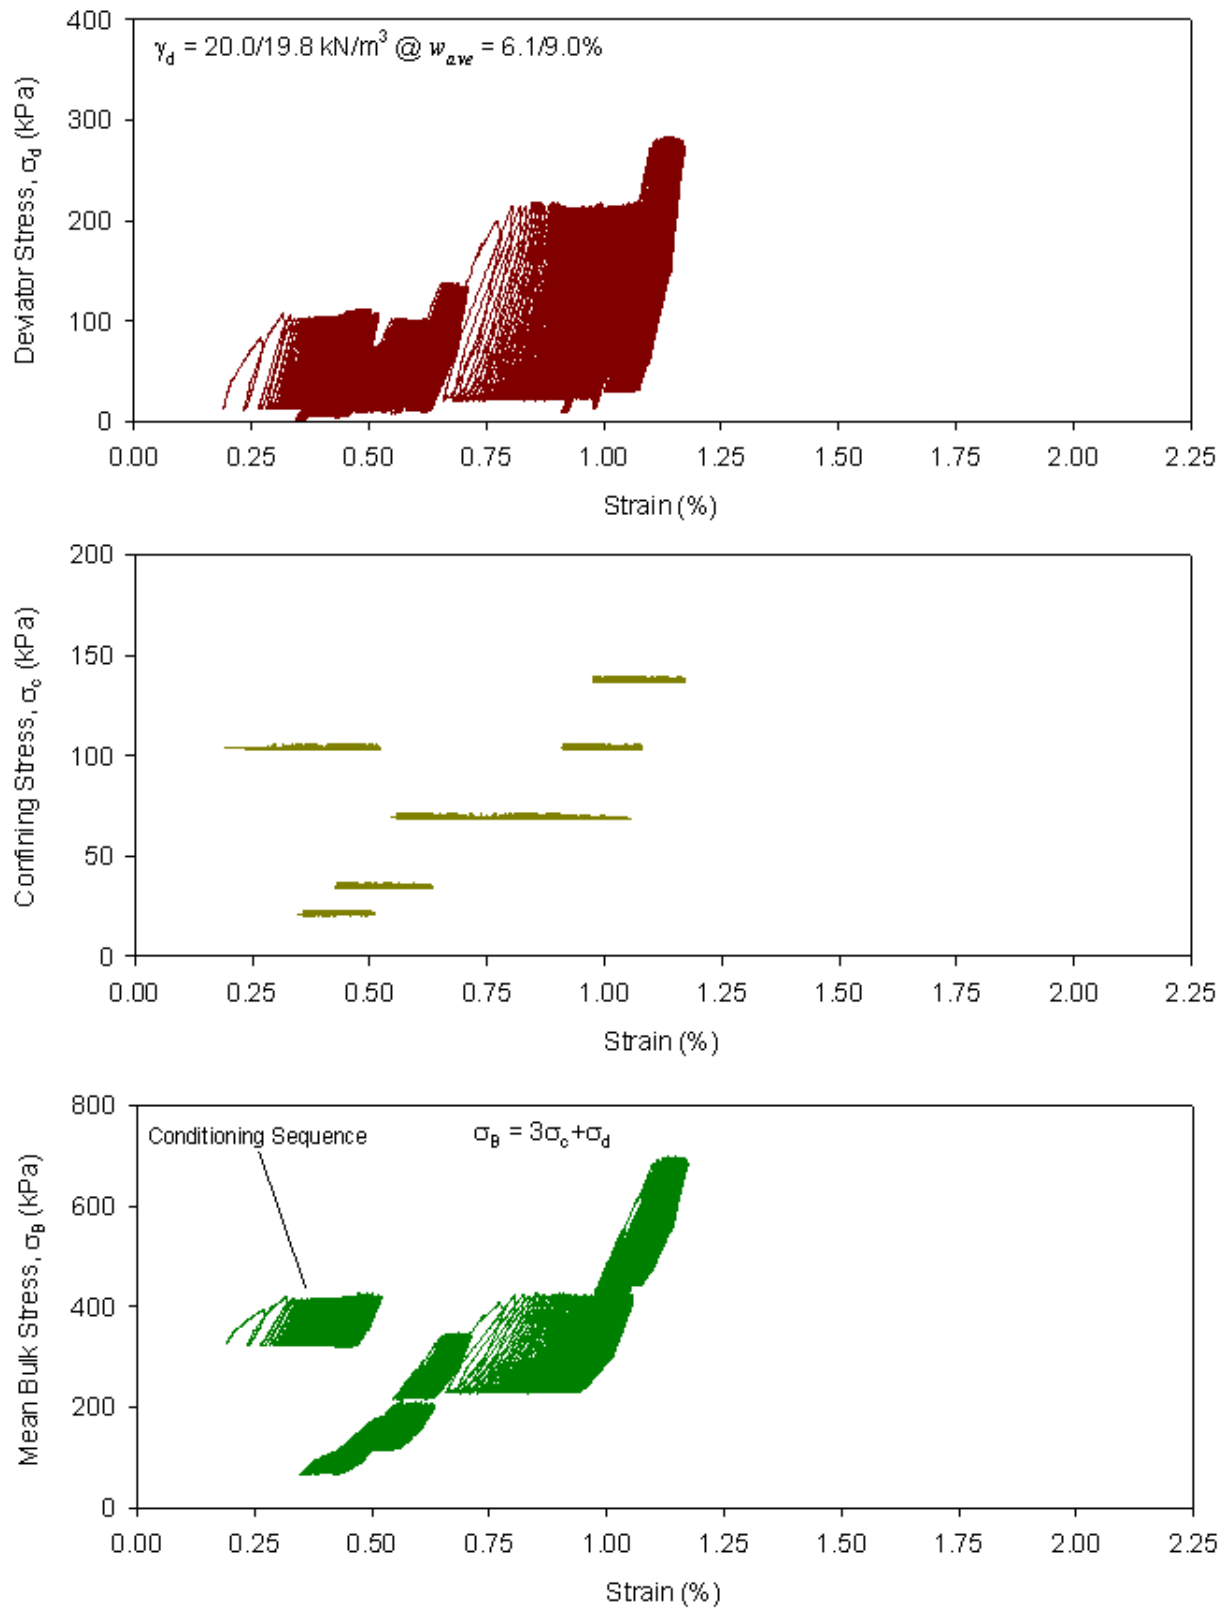 400
γd = 20.0/19.8 kN/m³ @ wave = 6.1/9.0%
300
200
100
0
Deviator Stress, σd (kPa)
0.00 0.25 0.50 0.75 1.00 1.25 1.50 1.75 2.00 2.25
Strain (%)
200
150
100
50
0
Confining Stress, σc (kPa)
0.00 0.25 0.50 0.75 1.00 1.25 1.50 1.75 2.00 2.25
Strain (%)
800
Conditioning Sequence
σB = 3σc+σd
600
400
200
0
Mean Bulk Stress, σB (kPa)
0.00 0.25 0.50 0.75 1.00 1.25 1.50 1.75 2.00 2.25
Strain (%)